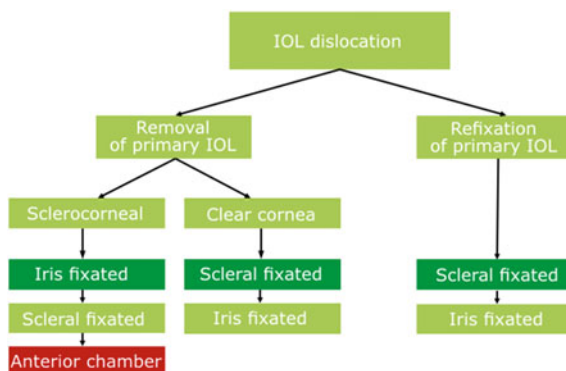 IOL dislocation
Removal
of primary IOL
Refixation
of primary IOL
Sclerocorneal
Clear cornea
Iris fixated
Scleral fixated
Scleral fixated
Scleral fixated
Iris fixated
Iris fixated
Anterior chamber